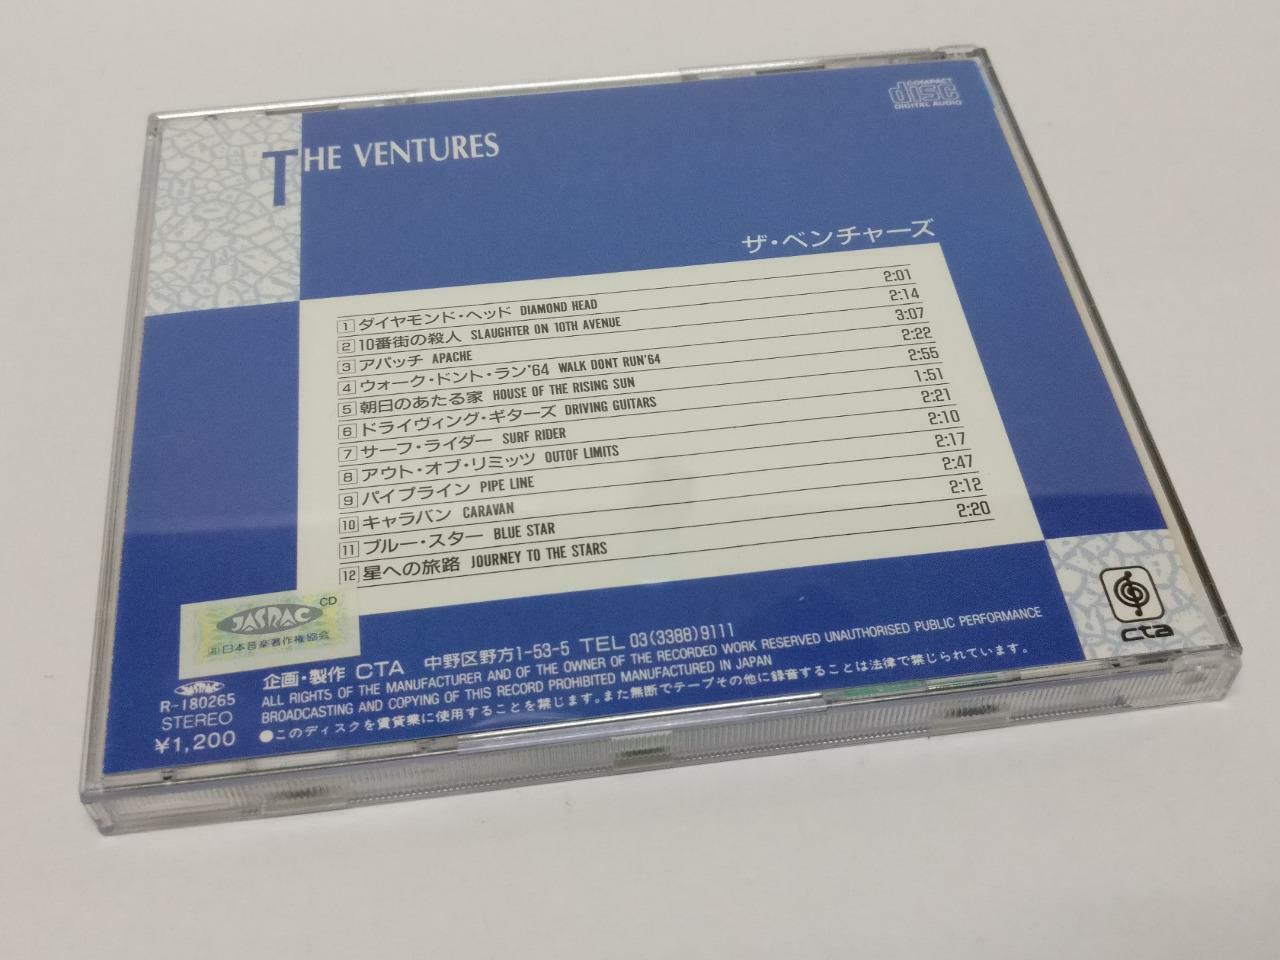 COMPACT
disc
DIGITAL AUDIO
THE VENTURES
ザ・ベンチャーズ
1 ダイヤモンド・ヘッド DIAMOND HEAD 2:01
2 10番街の殺人 SLAUGHTER ON 10TH AVENUE 2:14
3 アパッチ APACHE 3:07
4 ウォーク・ドント・ラン'64 WALK DONT RUN'64 2:22
5 朝日のあたる家 HOUSE OF THE RISING SUN 2:55
6 ドライヴィング・ギターズ DRIVING GUITARS 1:51
7 サーフ・ライダー SURF RIDER 2:21
8 アウト・オブ・リミッツ OUTOF LIMITS 2:10
9 パイプライン PIPE LINE 2:17
10 キャラバン CARAVAN 2:47
11 ブルー・スター BLUE STAR 2:12
12 星への旅路 JOURNEY TO THE STARS 2:20
CD
JASRAC
日本音楽著作権協会
cta
JASRAC
R-180265
STEREO
¥1,200
企画・製作 CTA 中野区野方1-53-5 TEL 03(3388)9111
ALL RIGHTS OF THE MANUFACTURER AND OF THE OWNER OF THE RECORDED WORK RESERVED UNAUTHORISED PUBLIC PERFORMANCE
BROADCASTING AND COPYING OF THIS RECORD PROHIBITED MANUFACTURED IN JAPAN
●このディスクを賃貸業に使用することを禁じます。また無断でテープその他に録音することは法律で禁じられています。